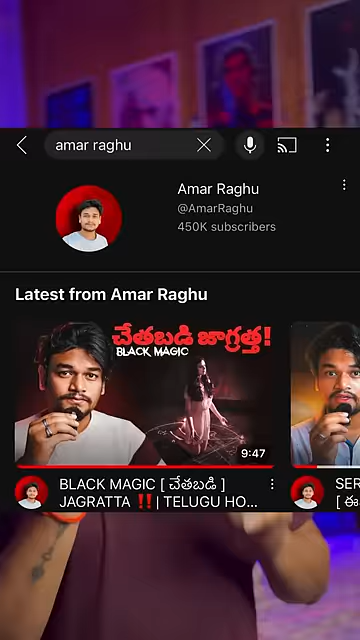 amar raghu
Amar Raghu
@AmarRaghu
450K subscribers
Latest from Amar Raghu
చేతబడి జాగ్రత్త!
BLACK MAGIC
9:47
BLACK MAGIC [ చేతబడి ]
JAGRATTA ‼️ | TELUGU HO...
SER
[ ఈ